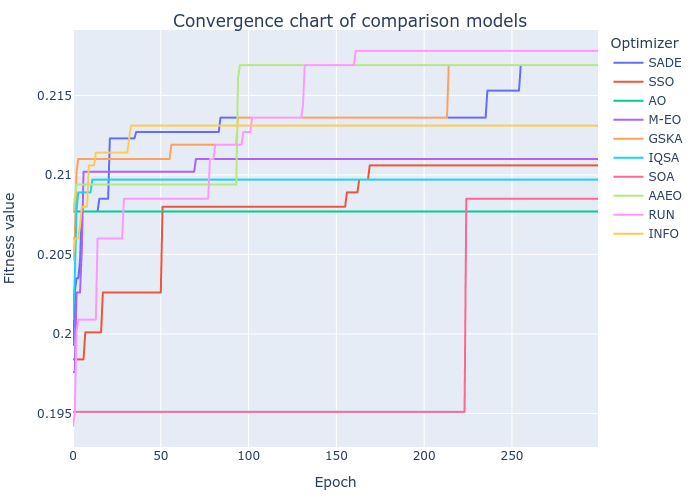 Convergence chart of comparison models
Optimizer
SADE
SSO
AO
M-EO
GSKA
IQSA
SOA
AAEO
RUN
INFO
Fitness value
0.215
0.21
0.205
0.2
0.195
0
50
100
150
200
250
Epoch